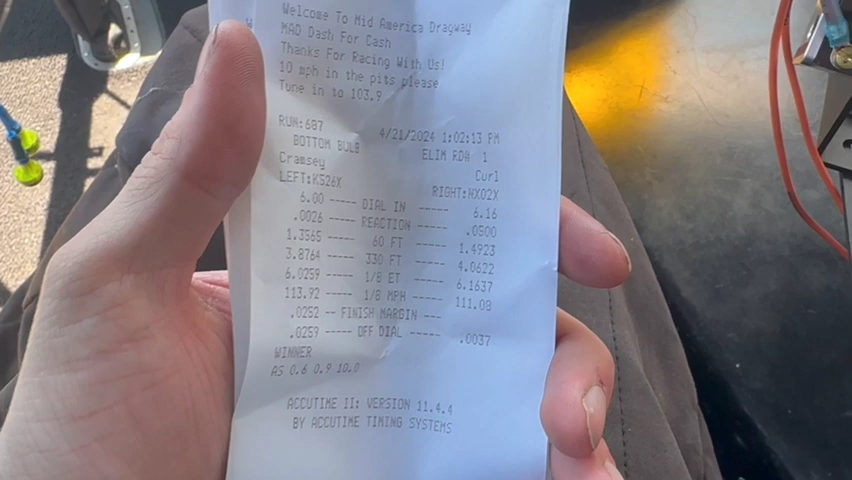 Welcome To Mid America Dragway
MAD Dash For Cash
Thanks For Racing With Us!
10 mph in the pits please
Tune in to 103.9
RUN:687 4/21/2024 1:02:13 PM
BOTTOM BULB ELIM RD# 1
Cramsey Curl
LEFT:K526X RIGHT:HX02X
6.00 ----- DIAL IN ----- 6.16
.0026 ----- REACTION ----- .0500
1.3565 ----- 60 FT ----- 1.4923
3.8764 ----- 330 FT ----- 4.0622
6.0259 ----- 1/8 ET ----- 6.1637
113.92 ----- 1/8 MPH ----- 111.08
.0252 -- FINISH MARGIN ---
.0259 ----- OFF DIAL ----- .0037
WINNER
AS 0.6 0.9 10.0
ACCUTIME II: VERSION 11.4.4
BY ACCUTIME TIMING SYSTEMS